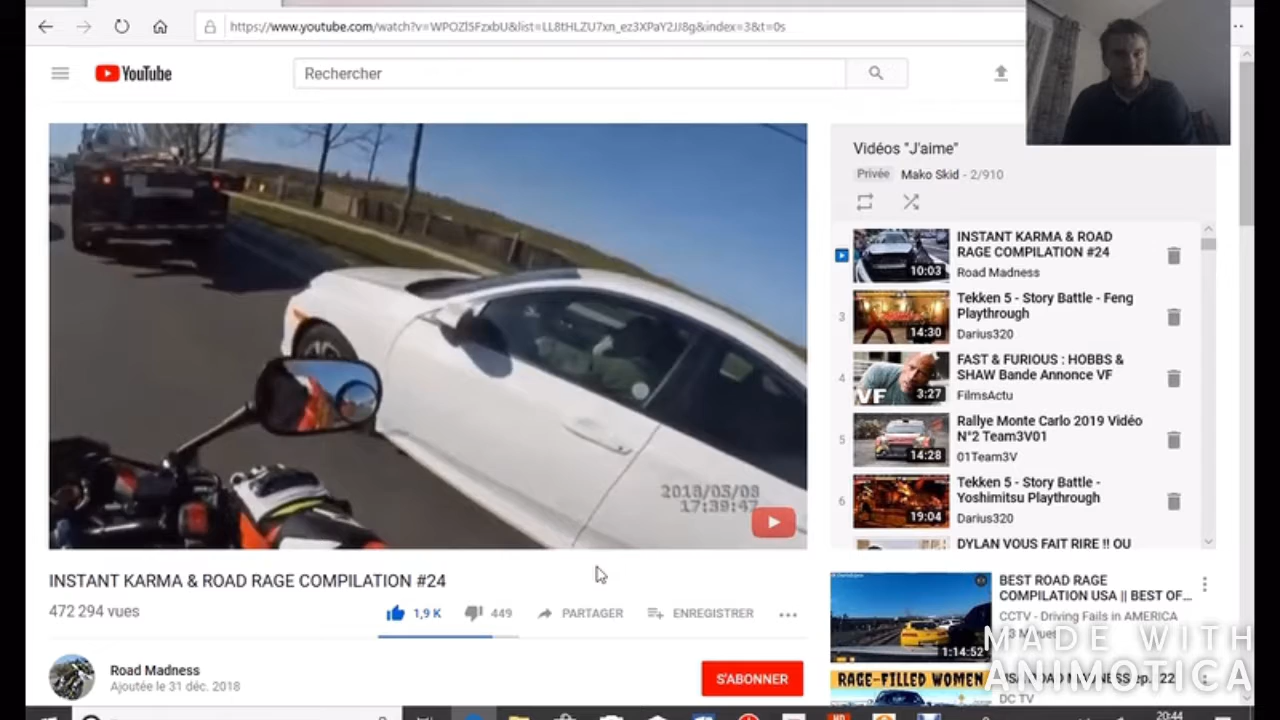 https://www.youtube.com/watch?v=WPOZl5FzxbU&list=LL8tHLZU7xn_ez3XPaY2JJ8g&index=3&t=0s
YouTube
Rechercher
2018/03/08
17:39:47
INSTANT KARMA & ROAD RAGE COMPILATION #24
472 294 vues
1,9 K
449
PARTAGER
ENREGISTRER
Road Madness
Ajoutée le 31 déc. 2018
S'ABONNER
Vidéos "J'aime"
Privée Mako Skid - 2/910
INSTANT KARMA & ROAD
RAGE COMPILATION #24
Road Madness
10:03
3
Tekken 5 - Story Battle - Feng
Playthrough
Darius320
14:30
4
FAST & FURIOUS : HOBBS &
SHAW Bande Annonce VF
FilmsActu
VF
3:27
5
Rallye Monte Carlo 2019 Vidéo
N°2 Team3V01
01Team3V
14:28
6
Tekken 5 - Story Battle -
Yoshimitsu Playthrough
Darius320
19:04
DYLAN VOUS FAIT RIRE !! OU
BEST ROAD RAGE
COMPILATION USA || BEST OF...
CCTV - Driving Fails in AMERICA
1:14:52
MADE WITH
ANIMOTICA
RAGE-FILLED WOMEN
DC TV
20:44